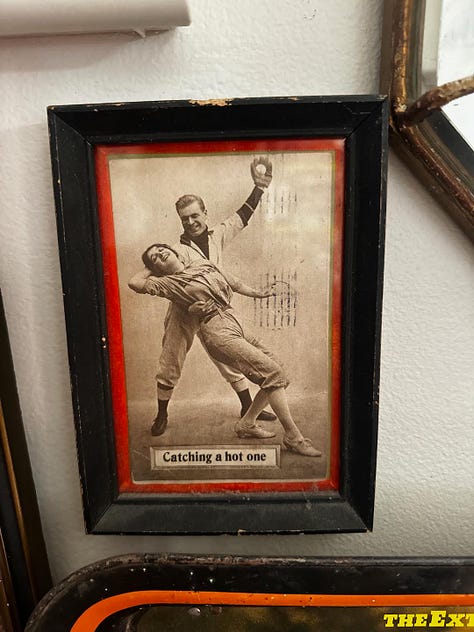 Catching a hot one
THE EXT